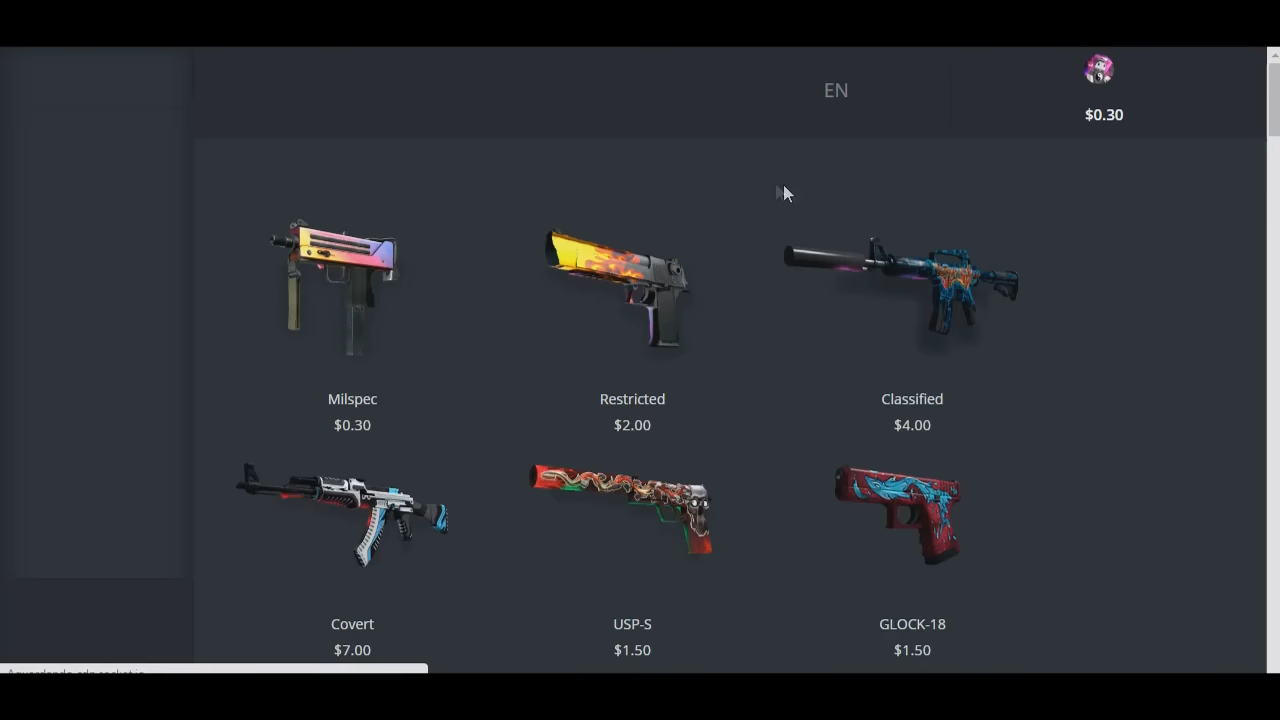 EN
$0.30
Milspec
$0.30
Restricted
$2.00
Classified
$4.00
Covert
$7.00
USP-S
$1.50
GLOCK-18
$1.50